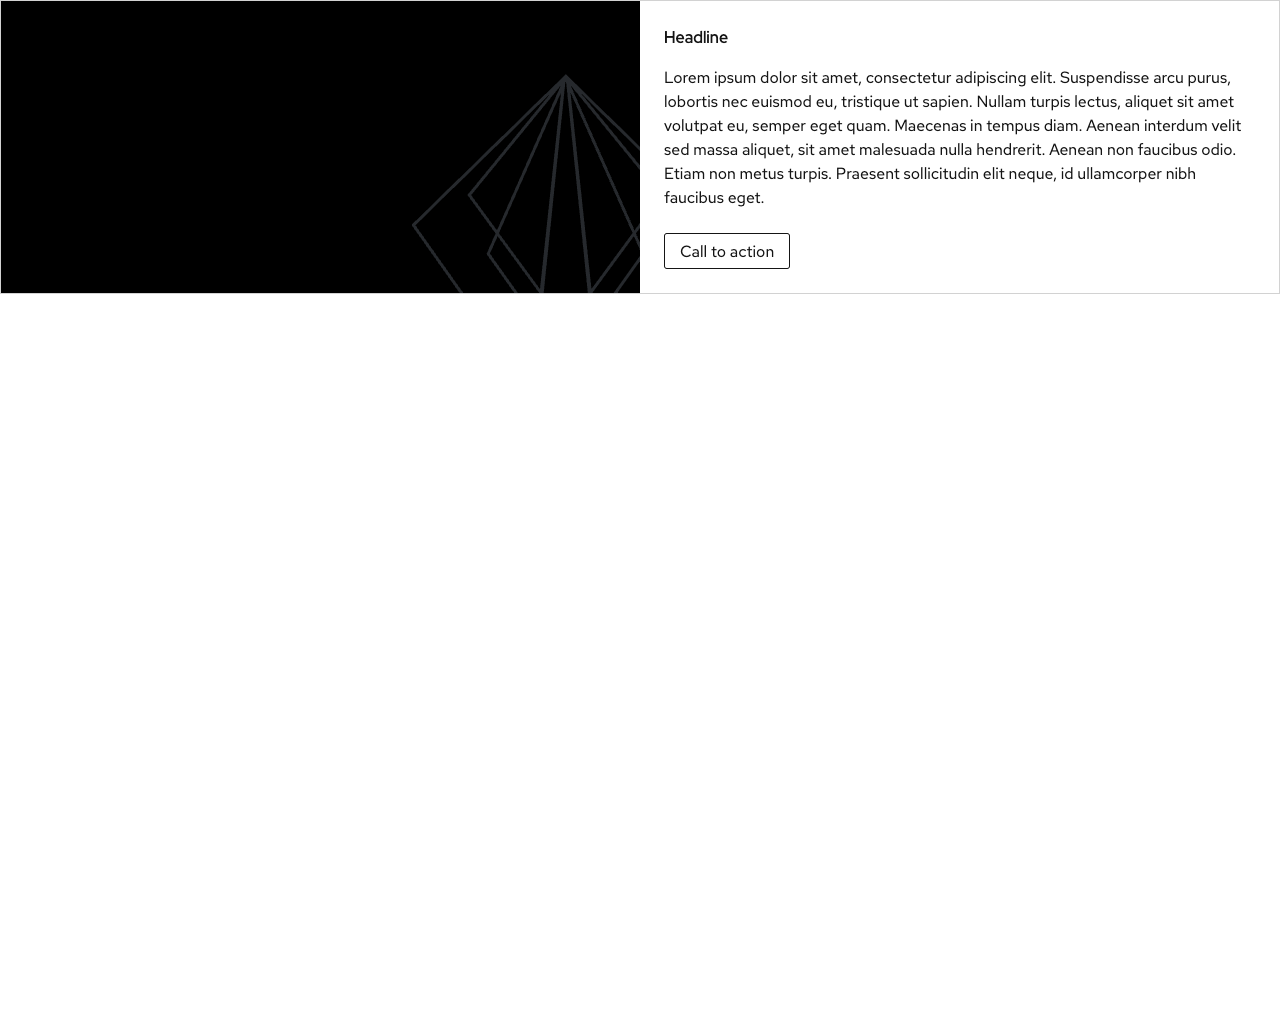 Headline
Lorem ipsum dolor sit amet, consectetur adipiscing elit. Suspendisse arcu purus,
lobortis nec euismod eu, tristique ut sapien. Nullam turpis lectus, aliquet sit amet
volutpat eu, semper eget quam. Maecenas in tempus diam. Aenean interdum velit
sed massa aliquet, sit amet malesuada nulla hendrerit. Aenean non faucibus odio.
Etiam non metus turpis. Praesent sollicitudin elit neque, id ullamcorper nibh
faucibus eget.
Call to action